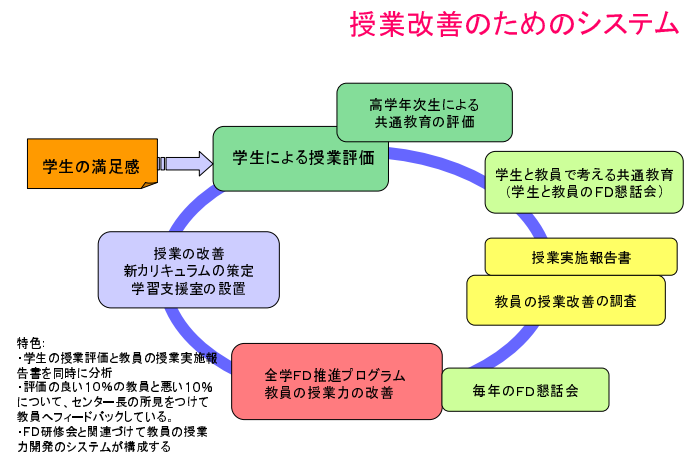 授業改善のためのシステム
高学年次生による
共通教育の評価
学生の満足感
学生による授業評価
学生と教員で考える共通教育
(学生と教員のFD懇話会)
授業の改善
新カリキュラムの策定
学習支援室の設置
授業実施報告書
教員の授業改善の調査
全学FD推進プログラム
教員の授業力の改善
毎年のFD懇話会
特色:
・学生の授業評価と教員の授業実施報
告書を同時に分析
・評価の良い10%の教員と悪い10%
について、センター長の所見をつけて
教員へフィードバックしている。
・FD研修会と関連づけて教員の授業
力開発のシステムが構成する